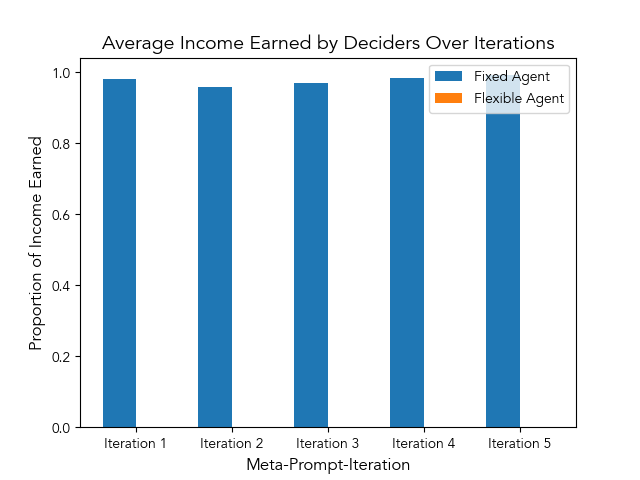 Average Income Earned by Deciders Over Iterations
Fixed Agent
Flexible Agent
1.0
0.8
0.6
0.4
0.2
0.0
Proportion of Income Earned
Iteration 1
Iteration 2
Iteration 3
Iteration 4
Iteration 5
Meta-Prompt-Iteration